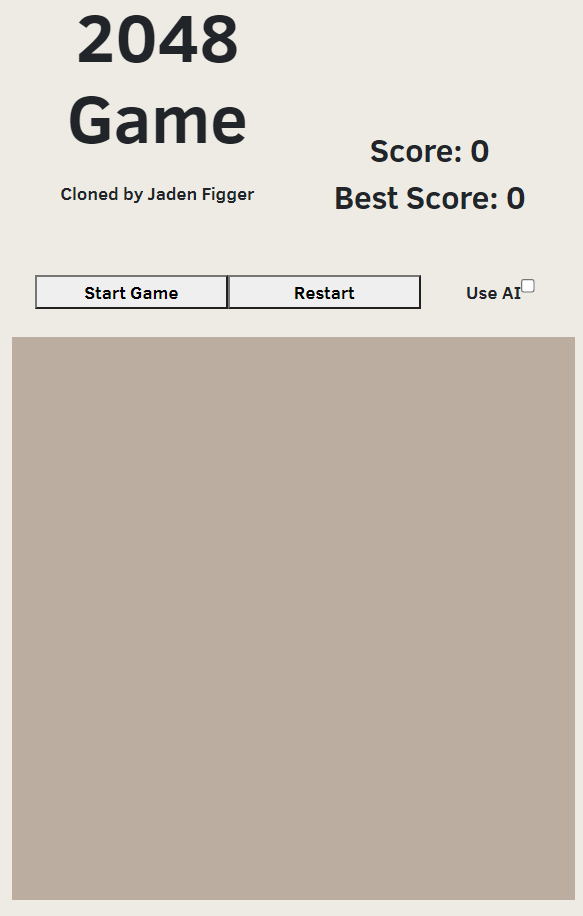 2048
Game
Cloned by Jaden Figger
Score: 0
Best Score: 0
Start Game
Restart
Use AI